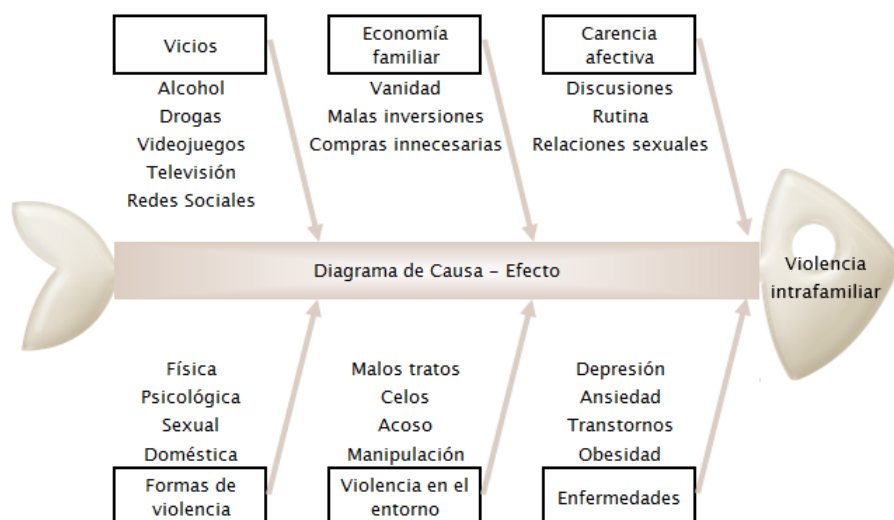 Vicios
Alcohol
Drogas
Videojuegos
Televisión
Redes Sociales
Economía
familiar
Vanidad
Malas inversiones
Compras innecesarias
Carencia
afectiva
Discusiones
Rutina
Relaciones sexuales
Diagrama de Causa – Efecto
Violencia
intrafamiliar
Física
Psicológica
Sexual
Doméstica
Formas de
violencia
Malos tratos
Celos
Acoso
Manipulación
Violencia en el
entorno
Depresión
Ansiedad
Transtornos
Obesidad
Enfermedades